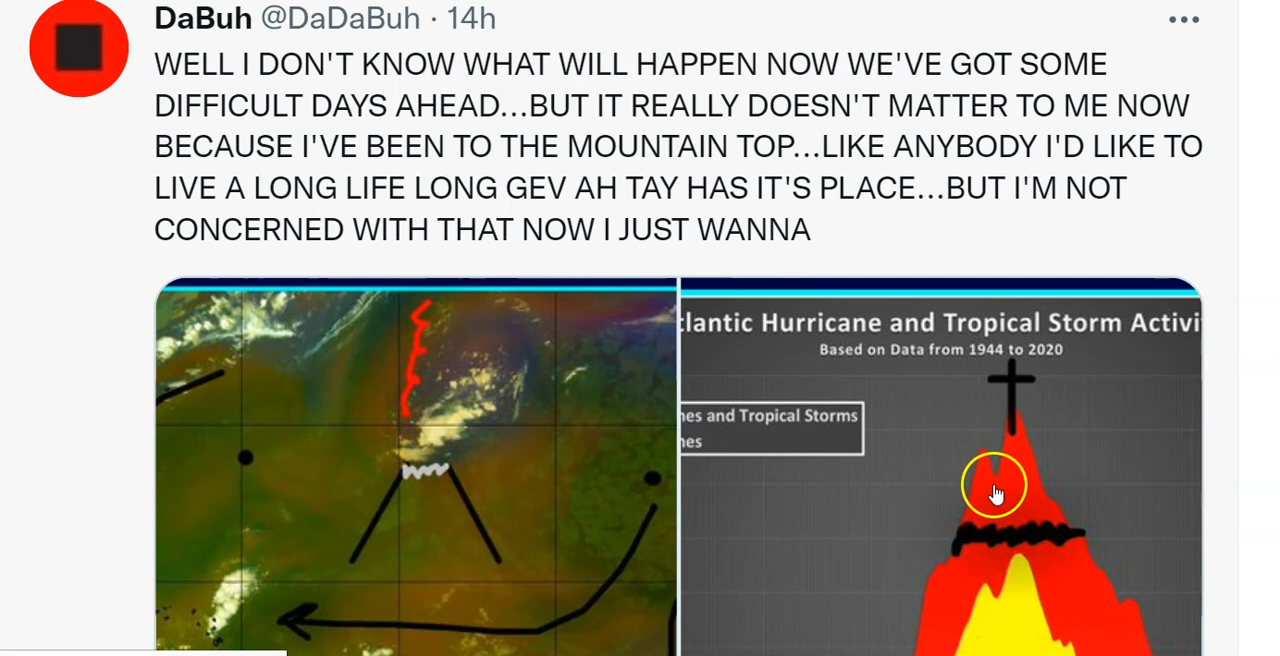 DaBuh @DaDaBuh · 14h
WELL I DON'T KNOW WHAT WILL HAPPEN NOW WE'VE GOT SOME
DIFFICULT DAYS AHEAD...BUT IT REALLY DOESN'T MATTER TO ME NOW
BECAUSE I'VE BEEN TO THE MOUNTAIN TOP...LIKE ANYBODY I'D LIKE TO
LIVE A LONG LIFE LONG GEV AH TAY HAS IT'S PLACE...BUT I'M NOT
CONCERNED WITH THAT NOW I JUST WANNA
tlantic Hurricane and Tropical Storm Activi
Based on Data from 1944 to 2020
nes and Tropical Storms
nes